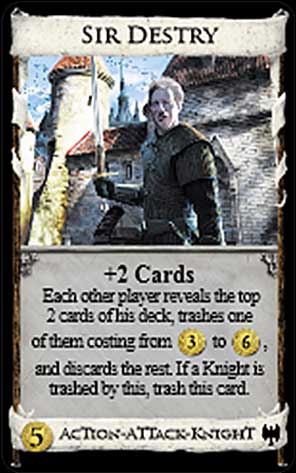 SIR DESTRY
+2 Cards
Each other player reveals the top
2 cards of his deck, trashes one
of them costing from 3 to 6,
and discards the rest. If a Knight is
trashed by this, trash this card.
5 ACTION-ATTACK-KNIGHT